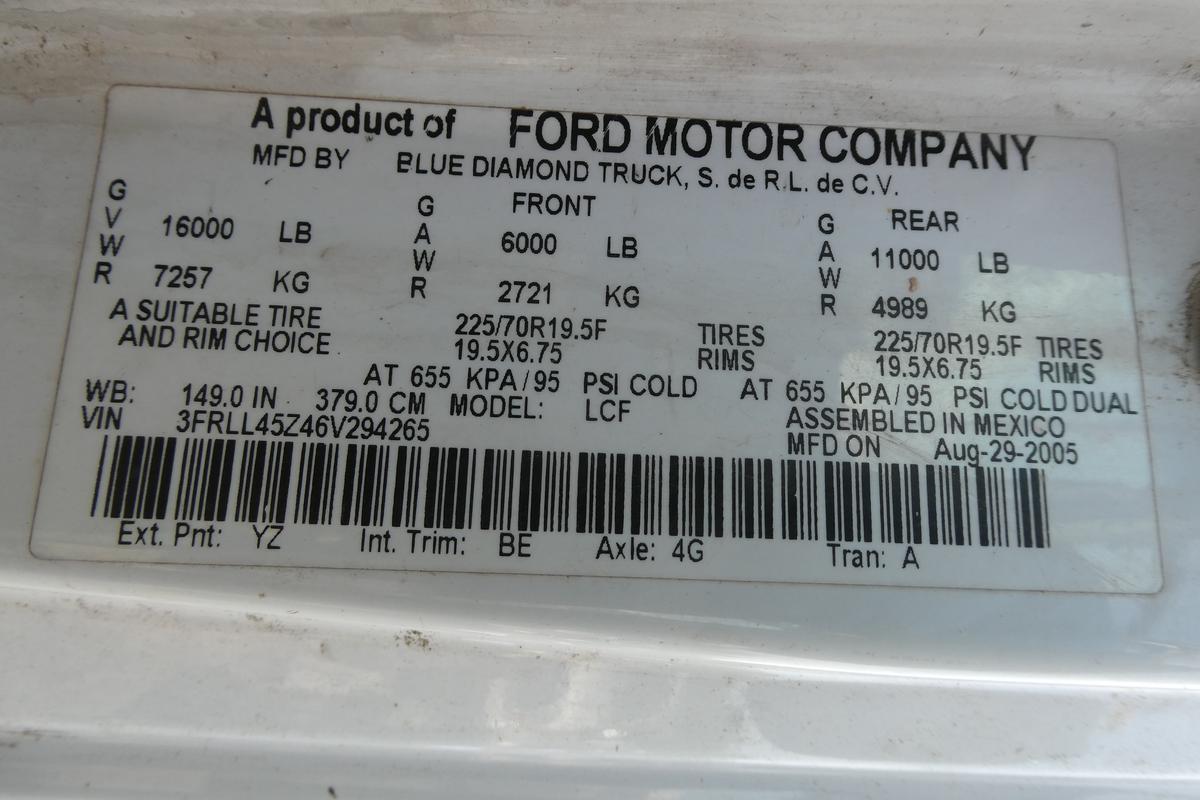 A product of FORD MOTOR COMPANY
MFD BY BLUE DIAMOND TRUCK, S. de R.L. de C.V.
GVWR 16000 LB 7257 KG
GAWR FRONT 6000 LB 2721 KG
GAWR REAR 11000 LB 4989 KG
A SUITABLE TIRE 225/70R19.5F TIRES 225/70R19.5F TIRES
AND RIM CHOICE 19.5X6.75 RIMS 19.5X6.75 RIMS
AT 655 KPA/95 PSI COLD AT 655 KPA/95 PSI COLD DUAL
WB: 149.0 IN 379.0 CM MODEL: LCF ASSEMBLED IN MEXICO
VIN 3FRLL45Z46V294265 MFD ON Aug-29-2005
Ext. Pnt: YZ Int. Trim: BE Axle: 4G Tran: A